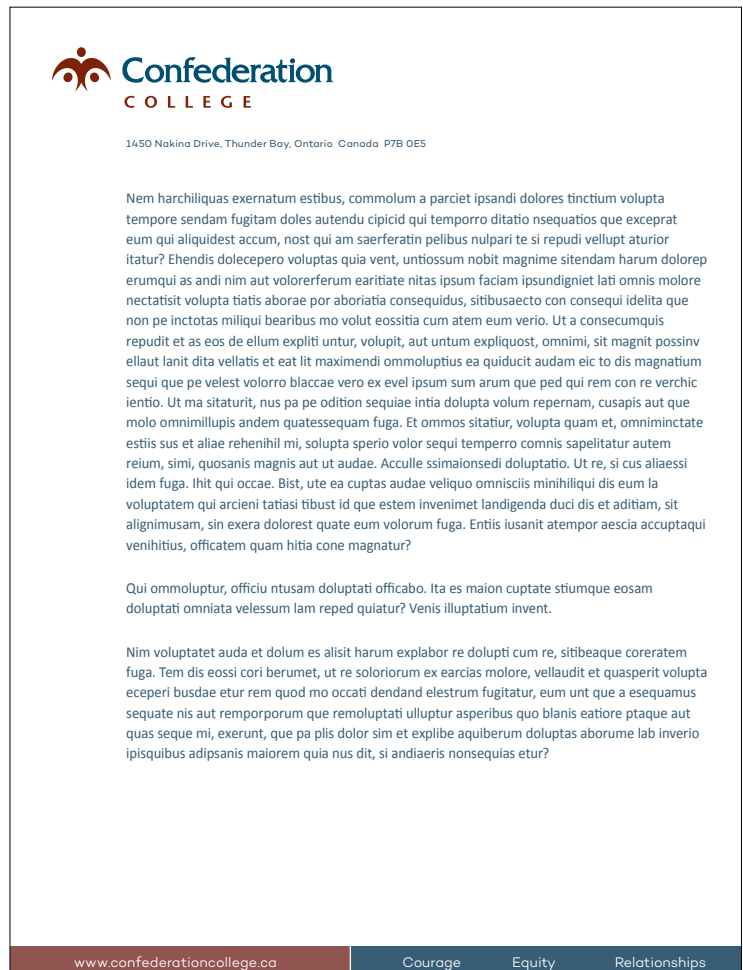 Confederation
COLLEGE
1450 Nakina Drive, Thunder Bay, Ontario Canada P7B 0E5
Nem harchiliquas exernatum estibus, commolum a parciet ipsandi dolores tinctium volupta
tempore sendam fugitam doles autendu cipicid qui temporro ditatio nsequatios que exceprat
eum qui aliquidest accum, nost qui am saerferatin pelibus nulpari te si repudi vellupt aturior
itatur? Ehendis dolecepero voluptas quia vent, untiossum nobit magnime sitendam harum dolorep
erumqui as andi nim aut volorerferum earitiate nitas ipsum faciam ipsundigniet lati omnis molore
nectatisit volupta tiatis aborae por aboriatia consequidus, sitibusaecto con consequi idelita que
non pe inctotas miliqui bearibus mo volut eossitia cum atem eum verio. Ut a consecumquis
repudit et as eos de ellum expliti untur, volupit, aut untum expliquost, omnimi, sit magnit possinv
ellaut lanit dita vellatis et eat lit maximendi ommoluptius ea quiducit audam eic to dis magnatium
sequi que pe velest volorro blaccae vero ex evel ipsum sum arum que ped qui rem con re verchic
ientio. Ut ma sitaturit, nus pa pe odition sequiae intia dolupta volum repernam, cusapis aut que
molo omnimillupis andem quatessequam fuga. Et ommos sitatiur, volupta quam et, omniminctate
estiis sus et aliae rehenihil mi, solupta sperio volor sequi temperro comnis sapelitatur autem
reium, simi, quosanis magnis aut ut audae. Acculle ssimaionsedi doluptatio. Ut re, si cus aliaessi
idem fuga. Ihit qui occae. Bist, ute ea cuptas audae veliquo omnisciis minihiliqui dis eum la
voluptatem qui arcieni tatiasi tibust id que estem invenimet landigenda duci dis et aditiam, sit
alignimusam, sin exera dolorest quate eum volorum fuga. Entiis iusanit atempor aescia accuptaqui
venihitius, officatem quam hitia cone magnatur?
Qui ommoluptur, officiu ntusam doluptati officabo. Ita es maion cuptate stiumque eosam
doluptati omniata velessum lam reped quiatur? Venis illuptatium invent.
Nim voluptatet auda et dolum es alisit harum explabor re dolupti cum re, sitibeaque coreratem
fuga. Tem dis eossi cori berumet, ut re soloriorum ex earcias molore, vellaudit et quasperit volupta
eceperi busdae etur rem quod mo occati dendand elestrum fugitatur, eum unt que a esequamus
sequate nis aut remporporum que remoluptati ulluptur asperibus quo blanis eatiore ptaque aut
quas seque mi, exerunt, que pa plis dolor sim et explibe aquiberum doluptas aborume lab inverio
ipisquibus adipsanis maiorem quia nus dit, si andiaeris nonsequias etur?
www.confederationcollege.ca Courage Equity Relationships